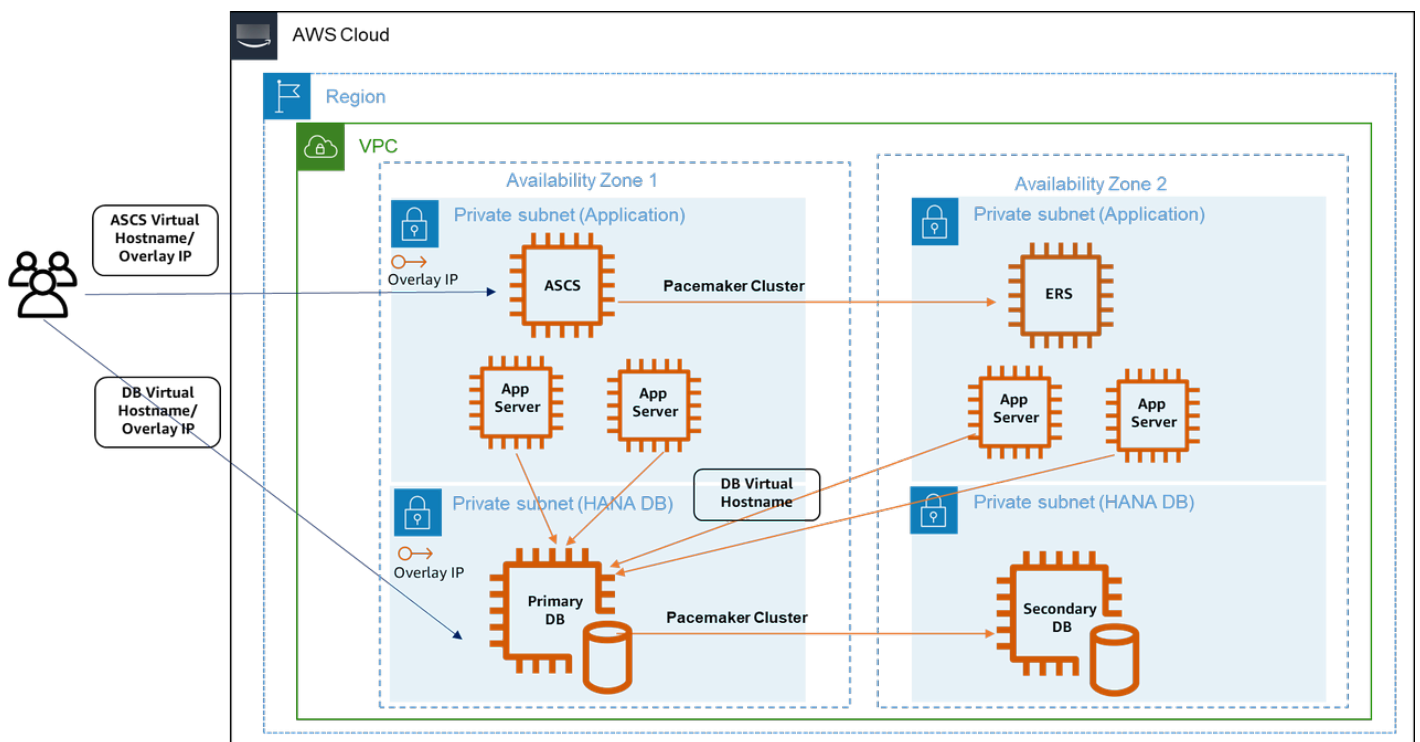 AWS Cloud
Region
VPC
Availability Zone 1
Availability Zone 2
Private subnet (Application)
Private subnet (Application)
ASCS Virtual
Hostname/
Overlay IP
Overlay IP
ASCS
Pacemaker Cluster
ERS
App
Server
App
Server
App
Server
App
Server
DB Virtual
Hostname/
Overlay IP
Private subnet (HANA DB)
DB Virtual
Hostname
Private subnet (HANA DB)
Overlay IP
Primary
DB
Pacemaker Cluster
Secondary
DB